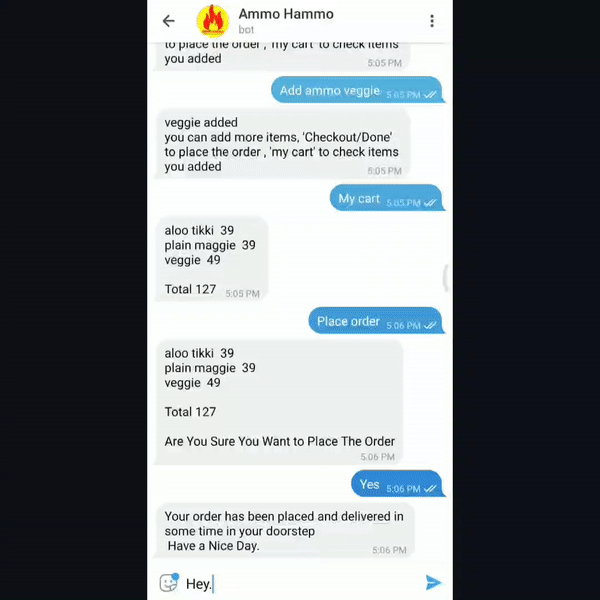 Ammo Hammo
bot
to place the order , 'my cart' to check items
you added
5:05 PM
Add ammo veggie 5:05 PM
veggie added
you can add more items, 'Checkout/Done'
to place the order , 'my cart' to check items
you added
5:05 PM
My cart 5:05 PM
aloo tikki 39
plain maggie 39
veggie 49
Total 127 5:05 PM
Place order 5:06 PM
aloo tikki 39
plain maggie 39
veggie 49
Total 127
Are You Sure You Want to Place The Order
5:06 PM
Yes 5:06 PM
Your order has been placed and delivered in
some time in your doorstep
Have a Nice Day.
5:06 PM
Hey.